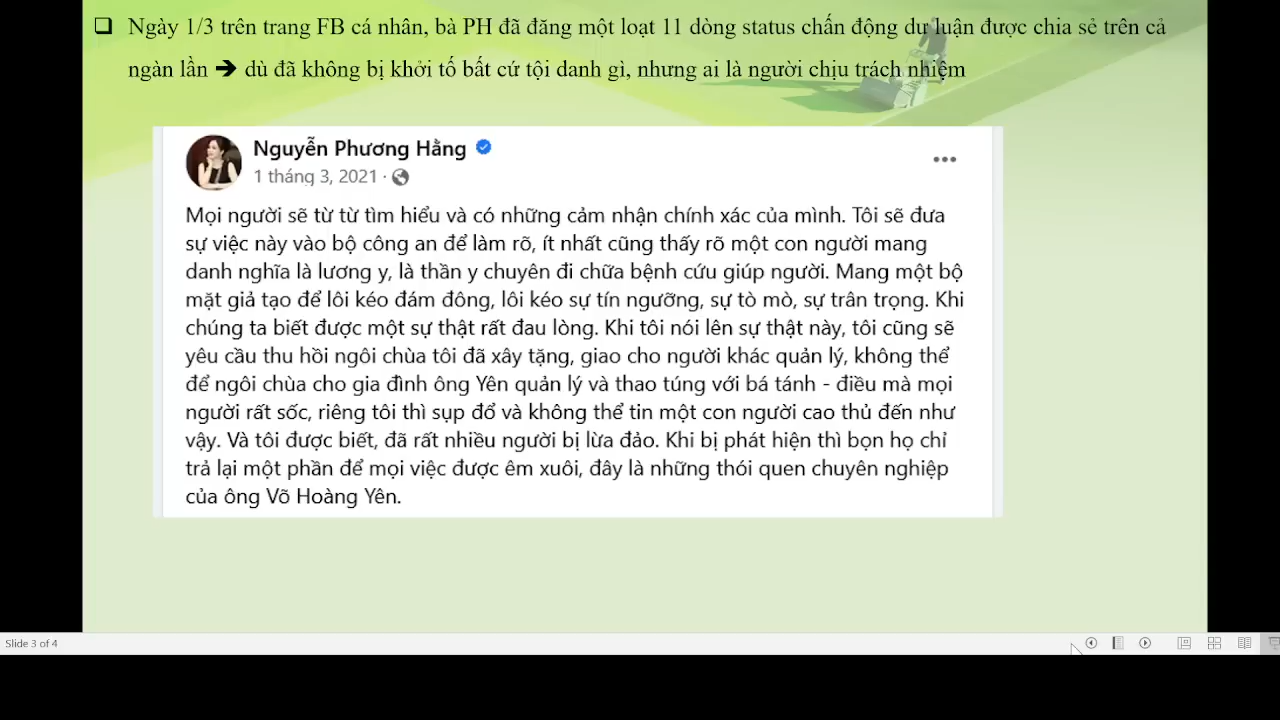 ❑ Ngày 1/3 trên trang FB cá nhân, bà PH đã đăng một loạt 11 dòng status chấn động dư luận được chia sẻ trên cả
ngàn lần ➔ dù đã không bị khởi tố bất cứ tội danh gì, nhưng ai là người chịu trách nhiệm
Nguyễn Phương Hằng
1 tháng 3, 2021 ·
Mọi người sẽ từ từ tìm hiểu và có những cảm nhận chính xác của mình. Tôi sẽ đưa
sự việc này vào bộ công an để làm rõ, ít nhất cũng thấy rõ một con người mang
danh nghĩa là lương y, là thần y chuyên đi chữa bệnh cứu giúp người. Mang một bộ
mặt giả tạo để lôi kéo đám đông, lôi kéo sự tín ngưỡng, sự tò mò, sự trân trọng. Khi
chúng ta biết được một sự thật rất đau lòng. Khi tôi nói lên sự thật này, tôi cũng sẽ
yêu cầu thu hồi ngôi chùa tôi đã xây tặng, giao cho người khác quản lý, không thể
để ngôi chùa cho gia đình ông Yên quản lý và thao túng với bá tánh - điều mà mọi
người rất sốc, riêng tôi thì sụp đổ và không thể tin một con người cao thủ đến như
vậy. Và tôi được biết, đã rất nhiều người bị lừa đảo. Khi bị phát hiện thì bọn họ chỉ
trả lại một phần để mọi việc được êm xuôi, đây là những thói quen chuyên nghiệp
của ông Võ Hoàng Yên.
Slide 3 of 4